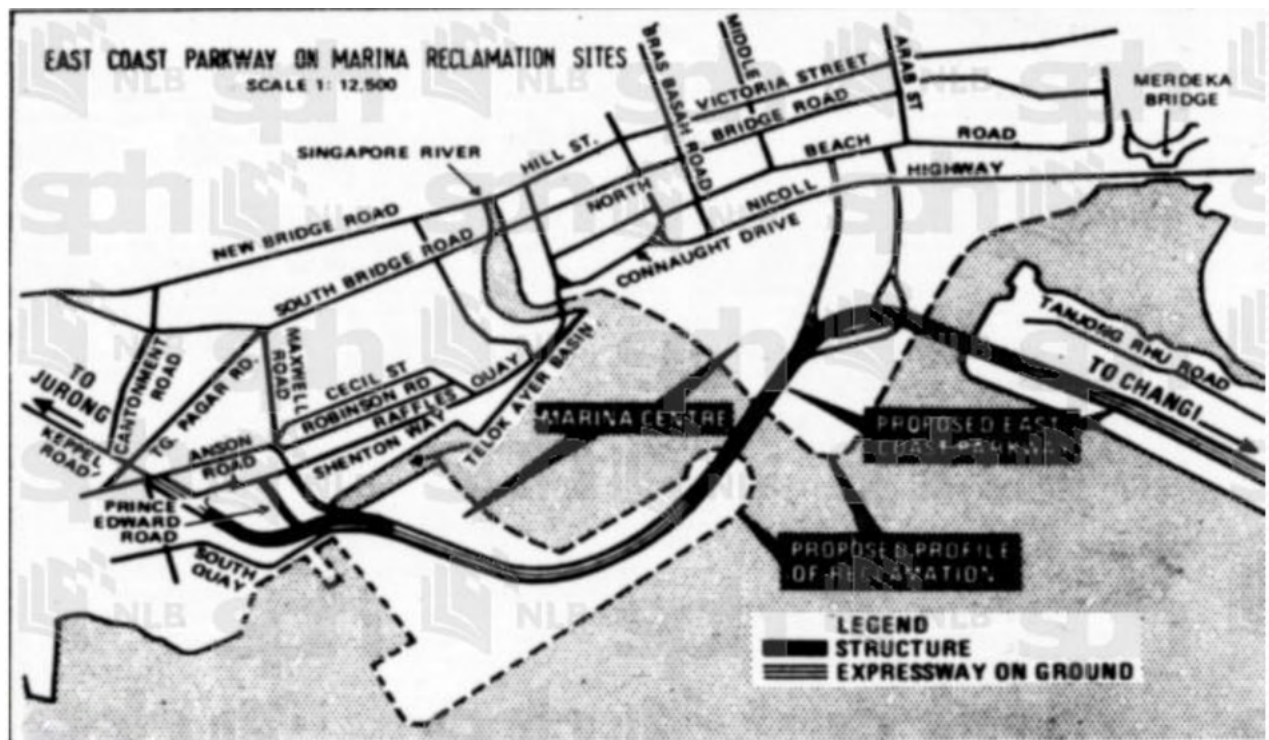 EAST COAST PARKWAY ON MARINA RECLAMATION SITES
SCALE 1: 12,500
SINGAPORE RIVER
HILL ST.
BRAS BASAH ROAD
MIDDLE
VICTORIA STREET
ARAB ST
MERDEKA
BRIDGE
NORTH BRIDGE ROAD
BEACH ROAD
NICOLL HIGHWAY
CONNAUGHT DRIVE
NEW BRIDGE ROAD
SOUTH BRIDGE ROAD
TO
JURONG
KEPPEL
ROAD
CANTONMENT
ROAD
TG. PAGAR RD.
MAXWELL
ROAD
CECIL ST
ROBINSON RD
RAFFLES QUAY
SHENTON WAY
ANSON
ROAD
TELOK AYER BASIN
PRINCE
EDWARD
ROAD
SOUTH
QUAY
MARINA CENTRE
PROPOSED EAST
COAST PARKWAY
TANJONG RHU ROAD
TO CHANGI
PROPOSED PROFILE
OF RECLAMATION
LEGEND
STRUCTURE
EXPRESSWAY ON GROUND
sph
NLB